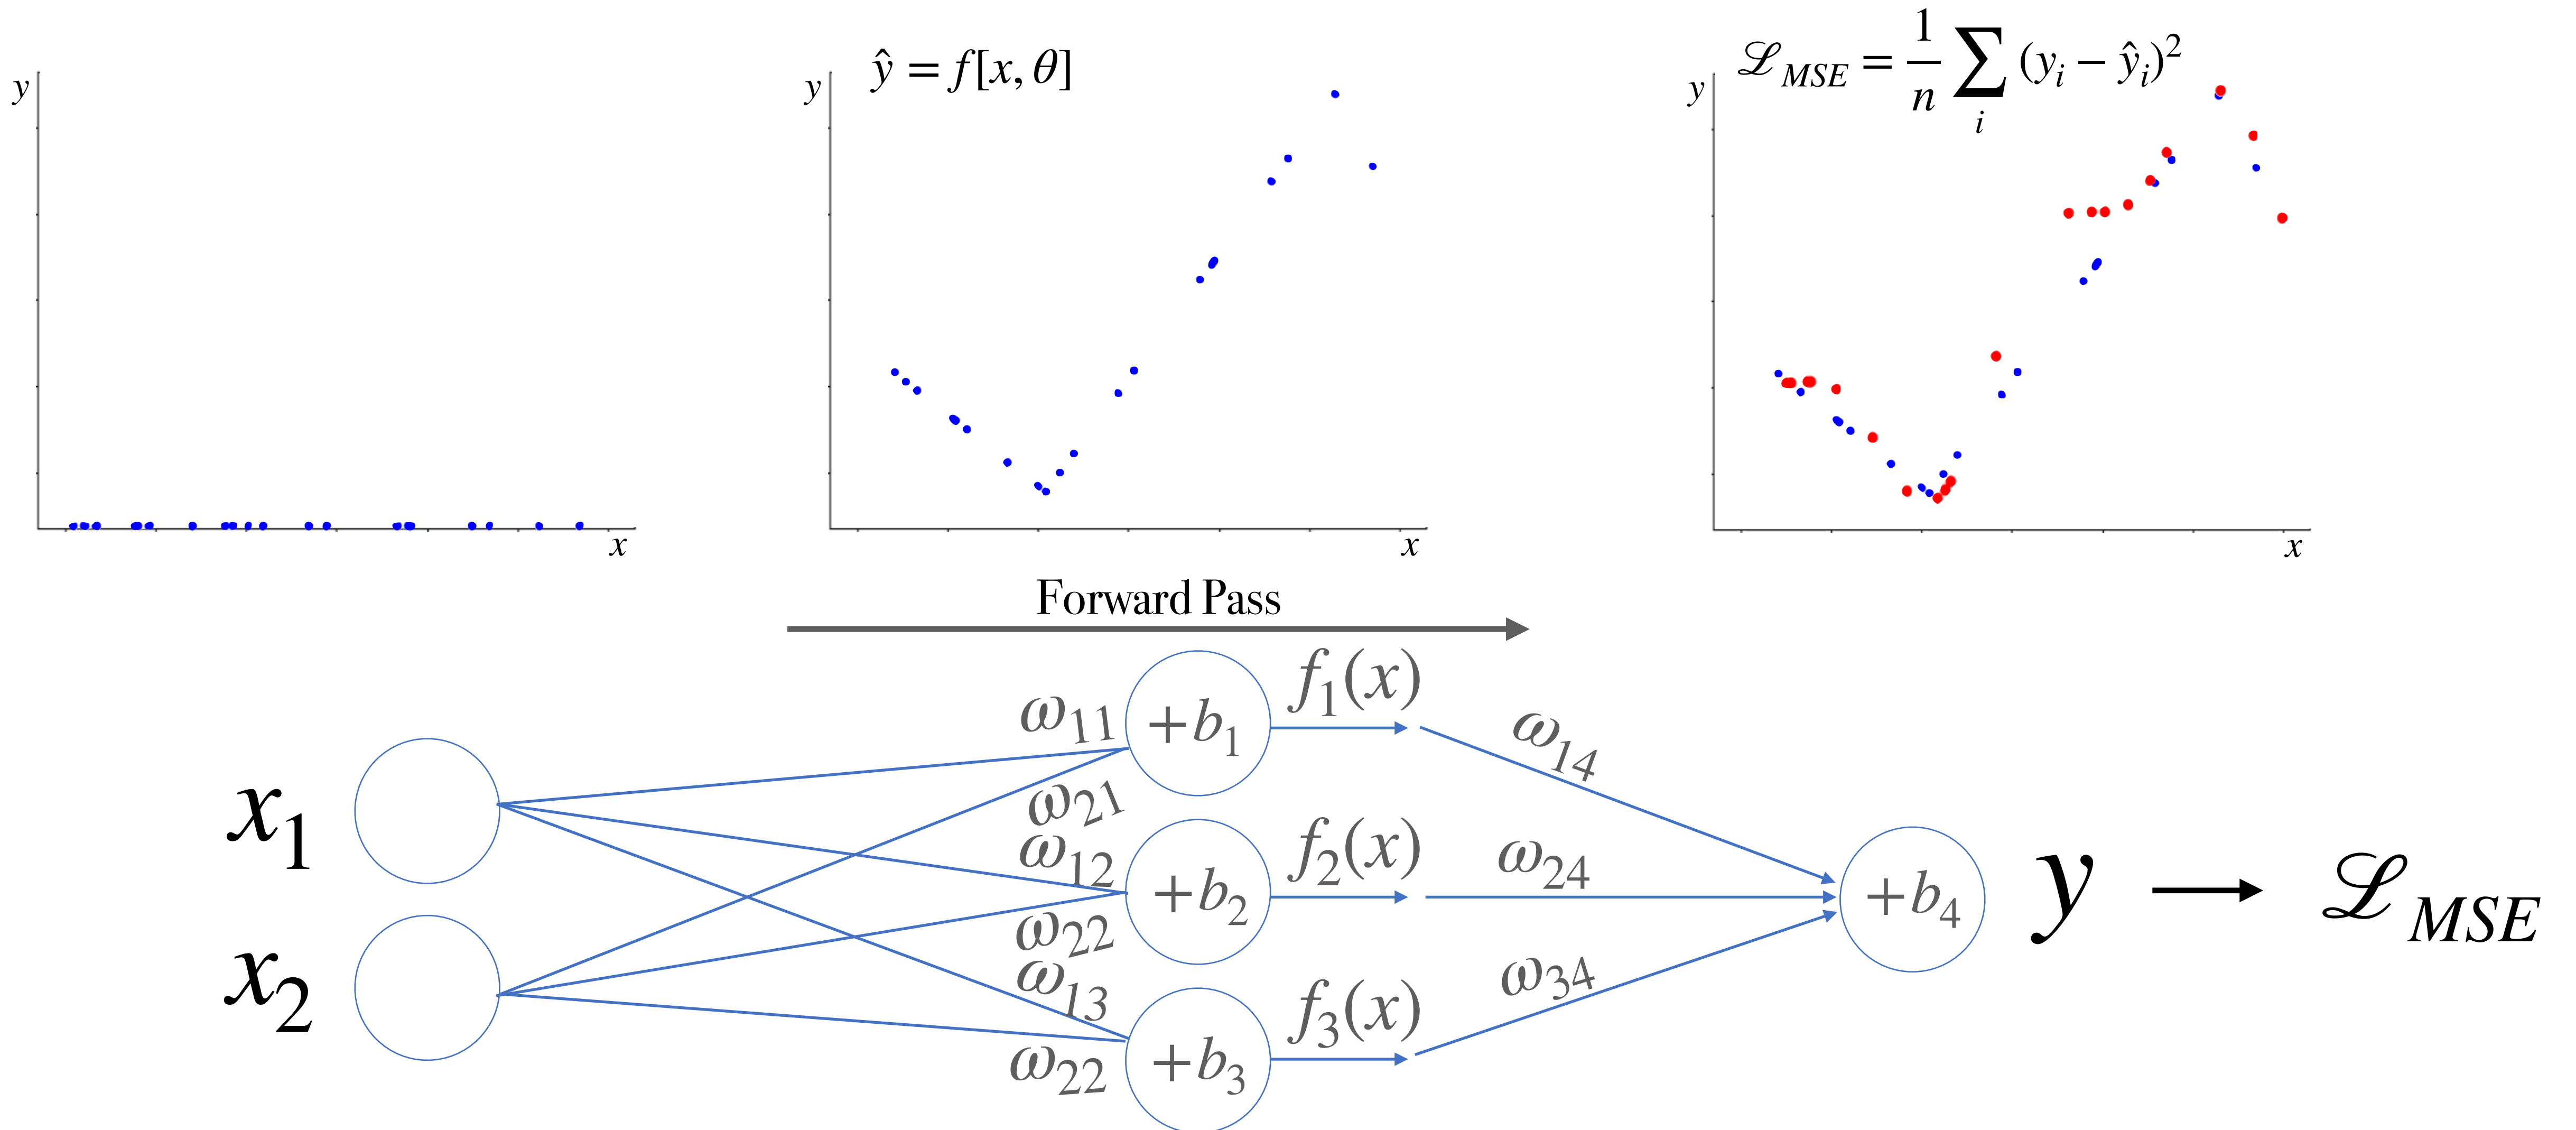 y
x
y
ŷ = f[x, θ]
x
y
ℒ_MSE = 1/n ∑_i (y_i − ŷ_i)²
x
Forward Pass
x₁
x₂
ω₁₁
ω₂₁
ω₁₂
ω₂₂
ω₁₃
ω₂₂
+b₁
+b₂
+b₃
f₁(x)
f₂(x)
f₃(x)
ω₁₄
ω₂₄
ω₃₄
+b₄
y → ℒ_MSE